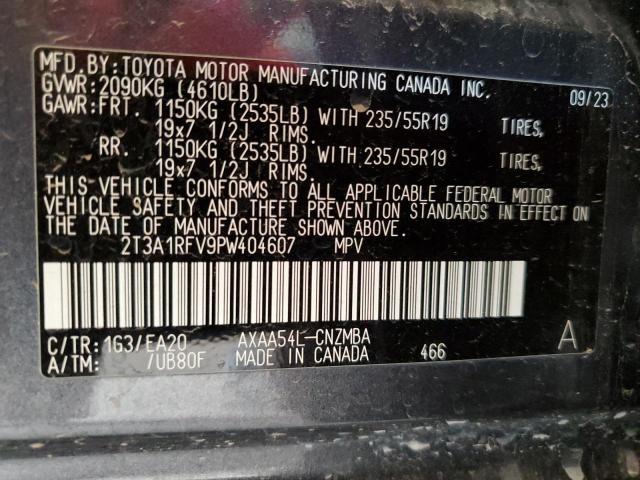 MFD. BY: TOYOTA MOTOR MANUFACTURING CANADA INC.
GVWR: 2090KG (4610LB) 09/23
GAWR: FRT. 1150KG (2535LB) WITH 235/55R19 TIRES,
19x7 1/2J RIMS.
RR. 1150KG (2535LB) WITH 235/55R19 TIRES,
19x7 1/2J RIMS.
THIS VEHICLE CONFORMS TO ALL APPLICABLE FEDERAL MOTOR
VEHICLE SAFETY AND THEFT PREVENTION STANDARDS IN EFFECT ON
THE DATE OF MANUFACTURE SHOWN ABOVE.
2T3A1RFV9PW404607 MPV
C/TR: 1G3/EA20 AXAA54L-CNZMBA A
A/TM: /UB80F MADE IN CANADA 466